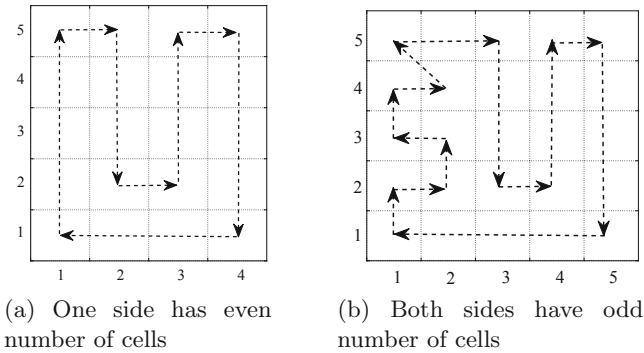 5
4
3
2
1
1 2 3 4
5
4
3
2
1
1 2 3 4 5
(a) One side has even
number of cells
(b) Both sides have odd
number of cells